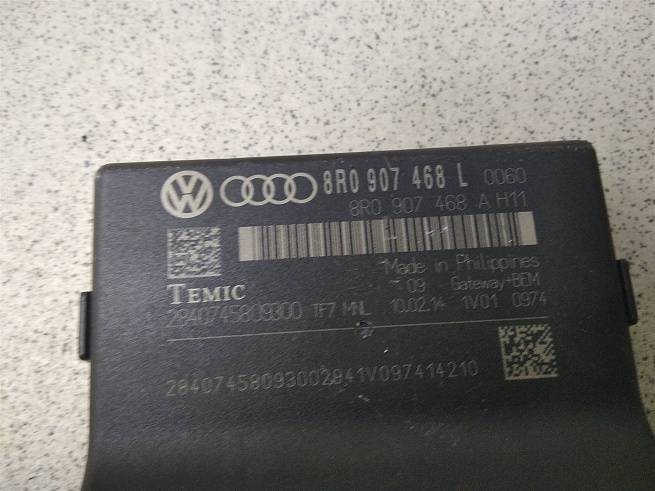 8R0 907 468 L 0060
8R0 907 468 A H11
Made in Philippines
TEMIC T 09 Gateway+BEM
2840745809300 TF7 MNL 10.02.14 1V01 0974
28407458093002841V097414210